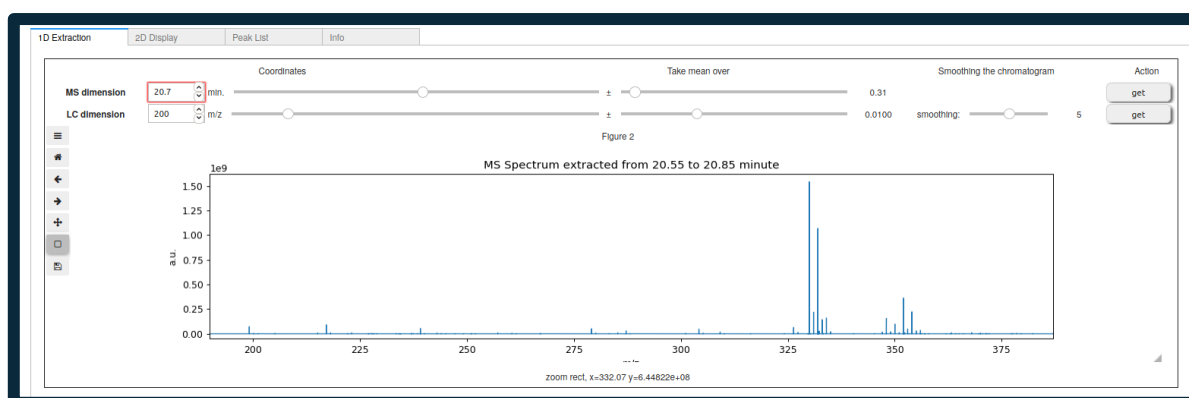 1D Extraction 2D Display Peak List Info
Coordinates Take mean over Smoothing the chromatogram Action
MS dimension 20.7 min. ± 0.31 get
LC dimension 200 m/z ± 0.0100 smoothing: 5 get
Figure 2
MS Spectrum extracted from 20.55 to 20.85 minute
1e9
1.50
1.25
1.00
0.75
0.50
0.25
0.00
a.u.
200 225 250 275 300 325 350 375
zoom rect, x=332.07 y=6.44822e+08